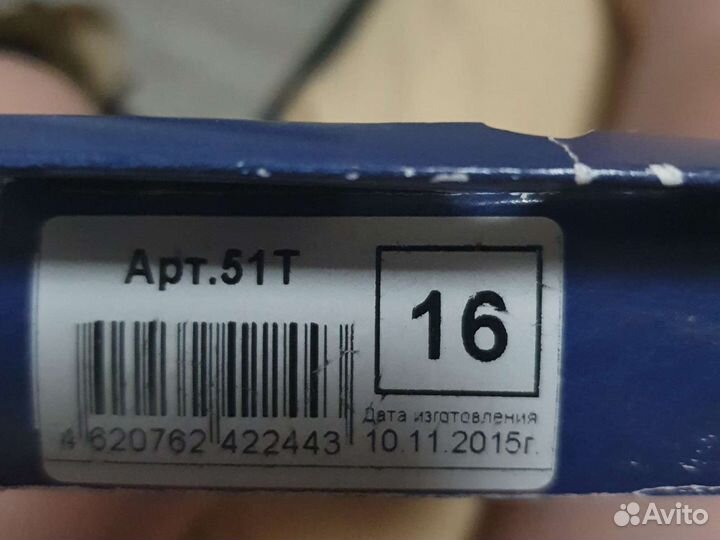 Арт.51Т
16
Дата изготовления
4 620762 422443
10.11.2015г.
Avito